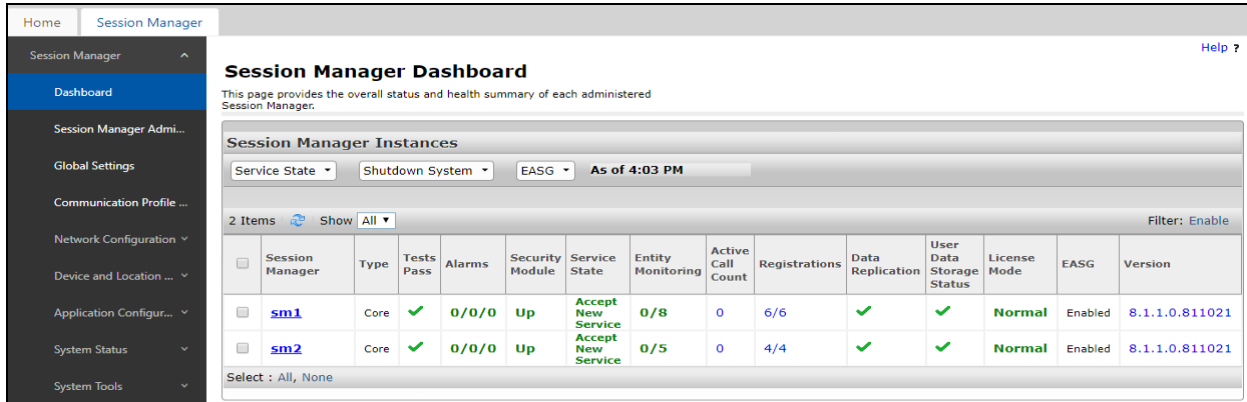 Home Session Manager
Help ?
Session Manager
Dashboard
Session Manager Admi...
Global Settings
Communication Profile ...
Network Configuration
Device and Location ...
Application Configur...
System Status
System Tools
Session Manager Dashboard
This page provides the overall status and health summary of each administered
Session Manager.
Session Manager Instances
Service State Shutdown System EASG As of 4:03 PM
2 Items Show All Filter: Enable
Session Manager Type Tests Pass Alarms Security Module Service State Entity Monitoring Active Call Count Registrations Data Replication User Data Storage Status License Mode EASG Version
sm1 Core 0/0/0 Up Accept New Service 0/8 0 6/6 Normal Enabled 8.1.1.0.811021
sm2 Core 0/0/0 Up Accept New Service 0/5 0 4/4 Normal Enabled 8.1.1.0.811021
Select : All, None